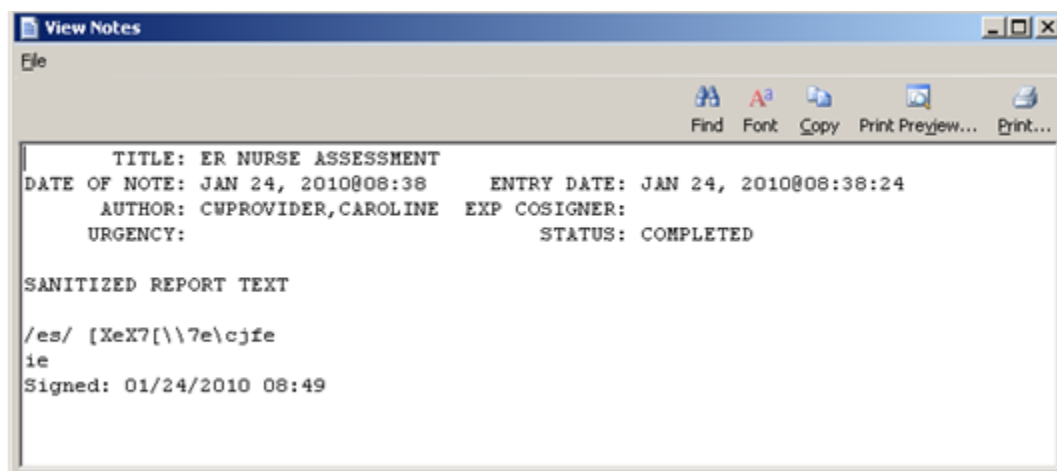 View Notes
File
Find Font Copy Print Preview... Print...
TITLE: ER NURSE ASSESSMENT
DATE OF NOTE: JAN 24, 2010@08:38 ENTRY DATE: JAN 24, 2010@08:38:24
AUTHOR: CWPROVIDER,CAROLINE EXP COSIGNER:
URGENCY: STATUS: COMPLETED
SANITIZED REPORT TEXT
/es/ [XeX7[\\7e\cjfe
ie
Signed: 01/24/2010 08:49